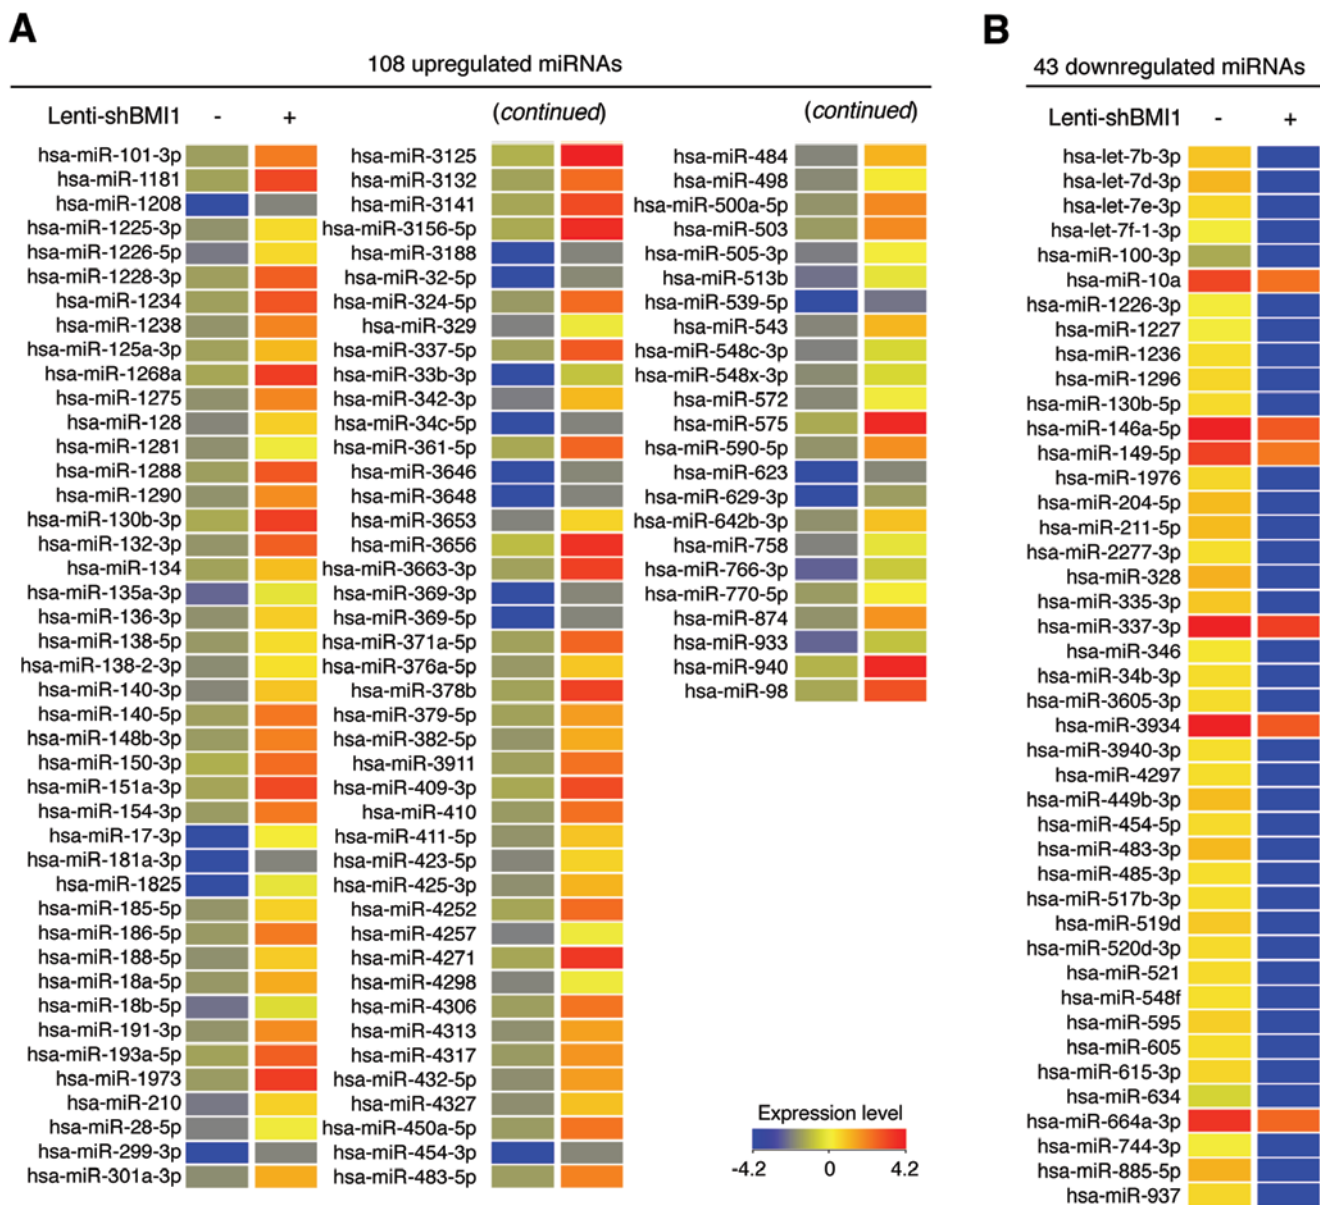 A
108 upregulated miRNAs
Lenti-shBMI1 - +
hsa-miR-101-3p
hsa-miR-1181
hsa-miR-1208
hsa-miR-1225-3p
hsa-miR-1226-5p
hsa-miR-1228-3p
hsa-miR-1234
hsa-miR-1238
hsa-miR-125a-3p
hsa-miR-1268a
hsa-miR-1275
hsa-miR-128
hsa-miR-1281
hsa-miR-1288
hsa-miR-1290
hsa-miR-130b-3p
hsa-miR-132-3p
hsa-miR-134
hsa-miR-135a-3p
hsa-miR-136-3p
hsa-miR-138-5p
hsa-miR-138-2-3p
hsa-miR-140-3p
hsa-miR-140-5p
hsa-miR-148b-3p
hsa-miR-150-3p
hsa-miR-151a-3p
hsa-miR-154-3p
hsa-miR-17-3p
hsa-miR-181a-3p
hsa-miR-1825
hsa-miR-185-5p
hsa-miR-186-5p
hsa-miR-188-5p
hsa-miR-18a-5p
hsa-miR-18b-5p
hsa-miR-191-3p
hsa-miR-193a-5p
hsa-miR-1973
hsa-miR-210
hsa-miR-28-5p
hsa-miR-299-3p
hsa-miR-301a-3p
(continued)
hsa-miR-3125
hsa-miR-3132
hsa-miR-3141
hsa-miR-3156-5p
hsa-miR-3188
hsa-miR-32-5p
hsa-miR-324-5p
hsa-miR-329
hsa-miR-337-5p
hsa-miR-33b-3p
hsa-miR-342-3p
hsa-miR-34c-5p
hsa-miR-361-5p
hsa-miR-3646
hsa-miR-3648
hsa-miR-3653
hsa-miR-3656
hsa-miR-3663-3p
hsa-miR-369-3p
hsa-miR-369-5p
hsa-miR-371a-5p
hsa-miR-376a-5p
hsa-miR-378b
hsa-miR-379-5p
hsa-miR-382-5p
hsa-miR-3911
hsa-miR-409-3p
hsa-miR-410
hsa-miR-411-5p
hsa-miR-423-5p
hsa-miR-425-3p
hsa-miR-4252
hsa-miR-4257
hsa-miR-4271
hsa-miR-4298
hsa-miR-4306
hsa-miR-4313
hsa-miR-4317
hsa-miR-432-5p
hsa-miR-4327
hsa-miR-450a-5p
hsa-miR-454-3p
hsa-miR-483-5p
(continued)
hsa-miR-484
hsa-miR-498
hsa-miR-500a-5p
hsa-miR-503
hsa-miR-505-3p
hsa-miR-513b
hsa-miR-539-5p
hsa-miR-543
hsa-miR-548c-3p
hsa-miR-548x-3p
hsa-miR-572
hsa-miR-575
hsa-miR-590-5p
hsa-miR-623
hsa-miR-629-3p
hsa-miR-642b-3p
hsa-miR-758
hsa-miR-766-3p
hsa-miR-770-5p
hsa-miR-874
hsa-miR-933
hsa-miR-940
hsa-miR-98
Expression level
-4.2 0 4.2
B
43 downregulated miRNAs
Lenti-shBMI1 - +
hsa-let-7b-3p
hsa-let-7d-3p
hsa-let-7e-3p
hsa-let-7f-1-3p
hsa-miR-100-3p
hsa-miR-10a
hsa-miR-1226-3p
hsa-miR-1227
hsa-miR-1236
hsa-miR-1296
hsa-miR-130b-5p
hsa-miR-146a-5p
hsa-miR-149-5p
hsa-miR-1976
hsa-miR-204-5p
hsa-miR-211-5p
hsa-miR-2277-3p
hsa-miR-328
hsa-miR-335-3p
hsa-miR-337-3p
hsa-miR-346
hsa-miR-34b-3p
hsa-miR-3605-3p
hsa-miR-3934
hsa-miR-3940-3p
hsa-miR-4297
hsa-miR-449b-3p
hsa-miR-454-5p
hsa-miR-483-3p
hsa-miR-485-3p
hsa-miR-517b-3p
hsa-miR-519d
hsa-miR-520d-3p
hsa-miR-521
hsa-miR-548f
hsa-miR-595
hsa-miR-605
hsa-miR-615-3p
hsa-miR-634
hsa-miR-664a-3p
hsa-miR-744-3p
hsa-miR-885-5p
hsa-miR-937